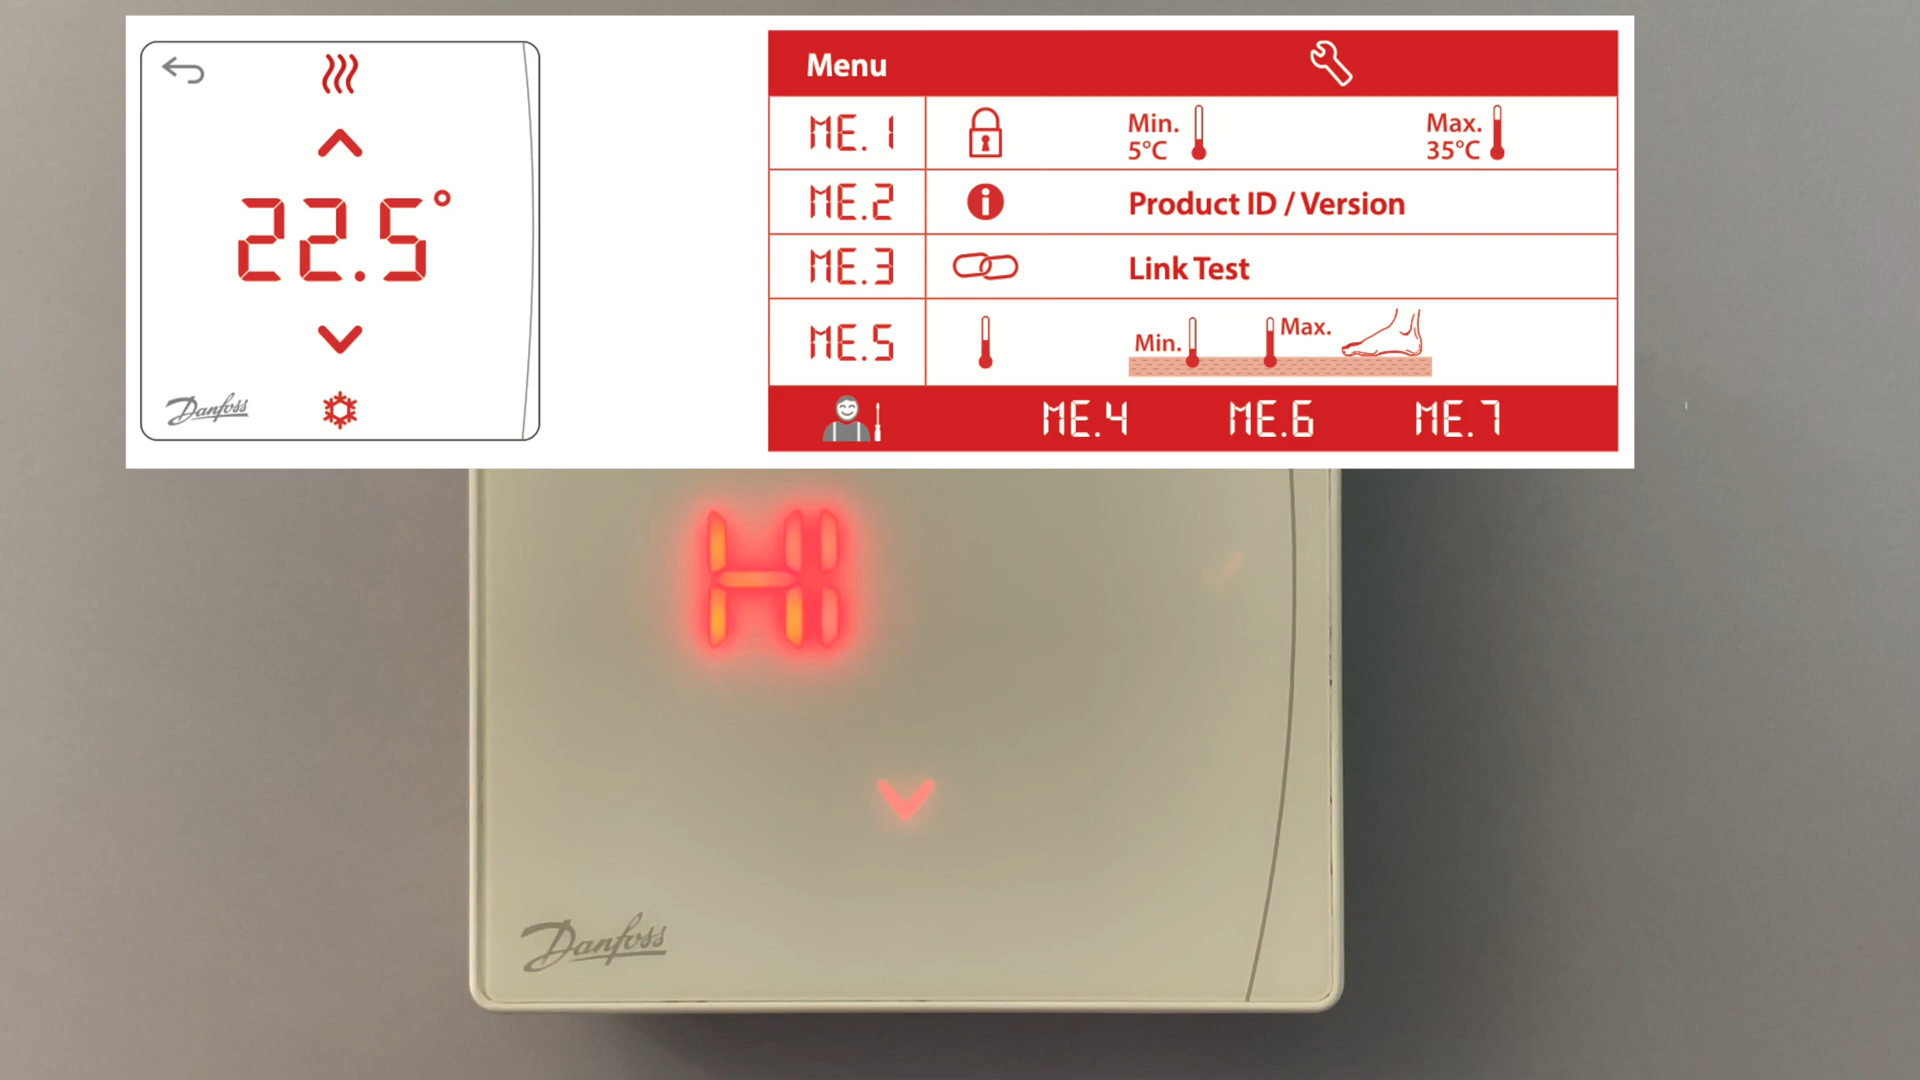 22.5°
Danfoss
Menu
ME.1
Min.
5°C
Max.
35°C
ME.2
Product ID / Version
ME.3
Link Test
ME.5
Min.
Max.
ME.4
ME.6
ME.7
HI
Danfoss